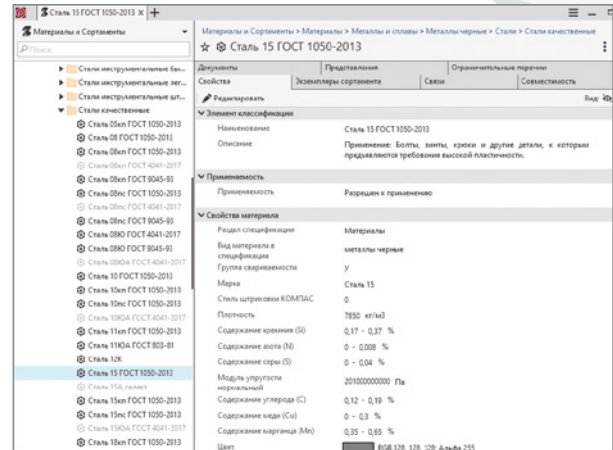 Сталь 15 ГОСТ 1050-2013 × +
Материалы и Сортаменты
Поиск
Стали инструментальные бы...
Стали инструментальные лег...
Стали инструментальные шт...
Стали качественные
Сталь 05кп ГОСТ 1050-2013
Сталь 08 ГОСТ 1050-2013
Сталь 08кп ГОСТ 1050-2013
Сталь 08кп ГОСТ 4041-2017
Сталь 08кп ГОСТ 9045-93
Сталь 08пс ГОСТ 1050-2013
Сталь 08пс ГОСТ 4041-2017
Сталь 08пс ГОСТ 9045-93
Сталь 08Ю ГОСТ 4041-2017
Сталь 08Ю ГОСТ 9045-93
Сталь 08ЮА ГОСТ 4041-2017
Сталь 10 ГОСТ 1050-2013
Сталь 10кп ГОСТ 1050-2013
Сталь 10пс ГОСТ 1050-2013
Сталь 10ЮА ГОСТ 4041-2017
Сталь 11кп ГОСТ 1050-2013
Сталь 11ЮА ГОСТ 803-81
Сталь 12К
Сталь 15 ГОСТ 1050-2013
Сталь 15А селект
Сталь 15кп ГОСТ 1050-2013
Сталь 15пс ГОСТ 1050-2013
Сталь 15ЮА ГОСТ 4041-2017
Сталь 18кп ГОСТ 1050-2013
Материалы и Сортаменты > Материалы > Металлы и сплавы > Металлы черные > Стали > Стали качественные
Сталь 15 ГОСТ 1050-2013
Документы Представления Ограничительные перечни
Свойства Экземпляры сортамента Связи Совместимость
Редактировать Вид:
Элемент классификации
Наименование Сталь 15 ГОСТ 1050-2013
Описание Применение: Болты, винты, крюки и другие детали, к которым
предъявляются требования высокой пластичности.
Применяемость
Применяемость Разрешен к применению
Свойства материала
Раздел спецификации Материалы
Вид материала в
спецификации металлы черные
Группа свариваемости У
Марка Сталь 15
Стиль штриховки КОМПАС 0
Плотность 7850 кг/м3
Содержание кремния (Si) 0,17 - 0,37 %
Содержание азота (N) 0 - 0,008 %
Содержание серы (S) 0 - 0,04 %
Модуль упругости
нормальный 201000000000 Па
Содержание углерода (C) 0,12 - 0,19 %
Содержание меди (Cu) 0 - 0,3 %
Содержание марганца (Mn) 0,35 - 0,65 %
Цвет RGB 128, 128, 128; Альфа 255